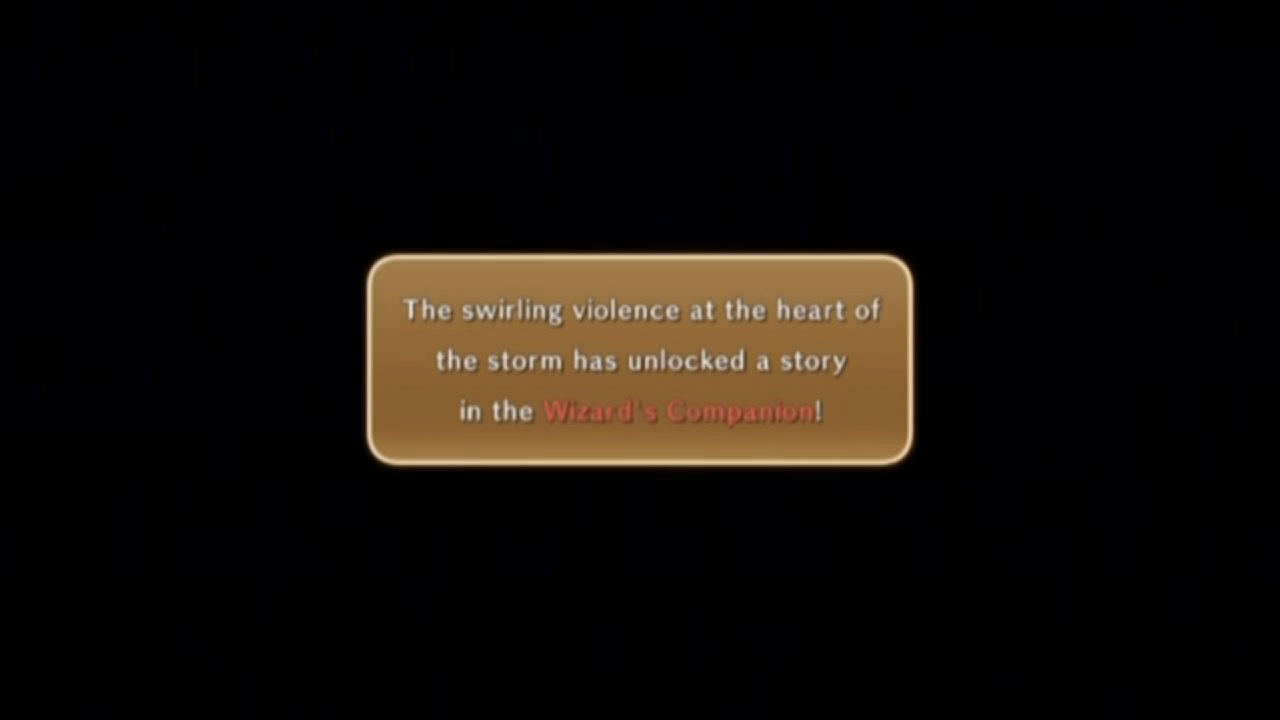 The swirling violence at the heart of
the storm has unlocked a story
in the Wizard's Companion!